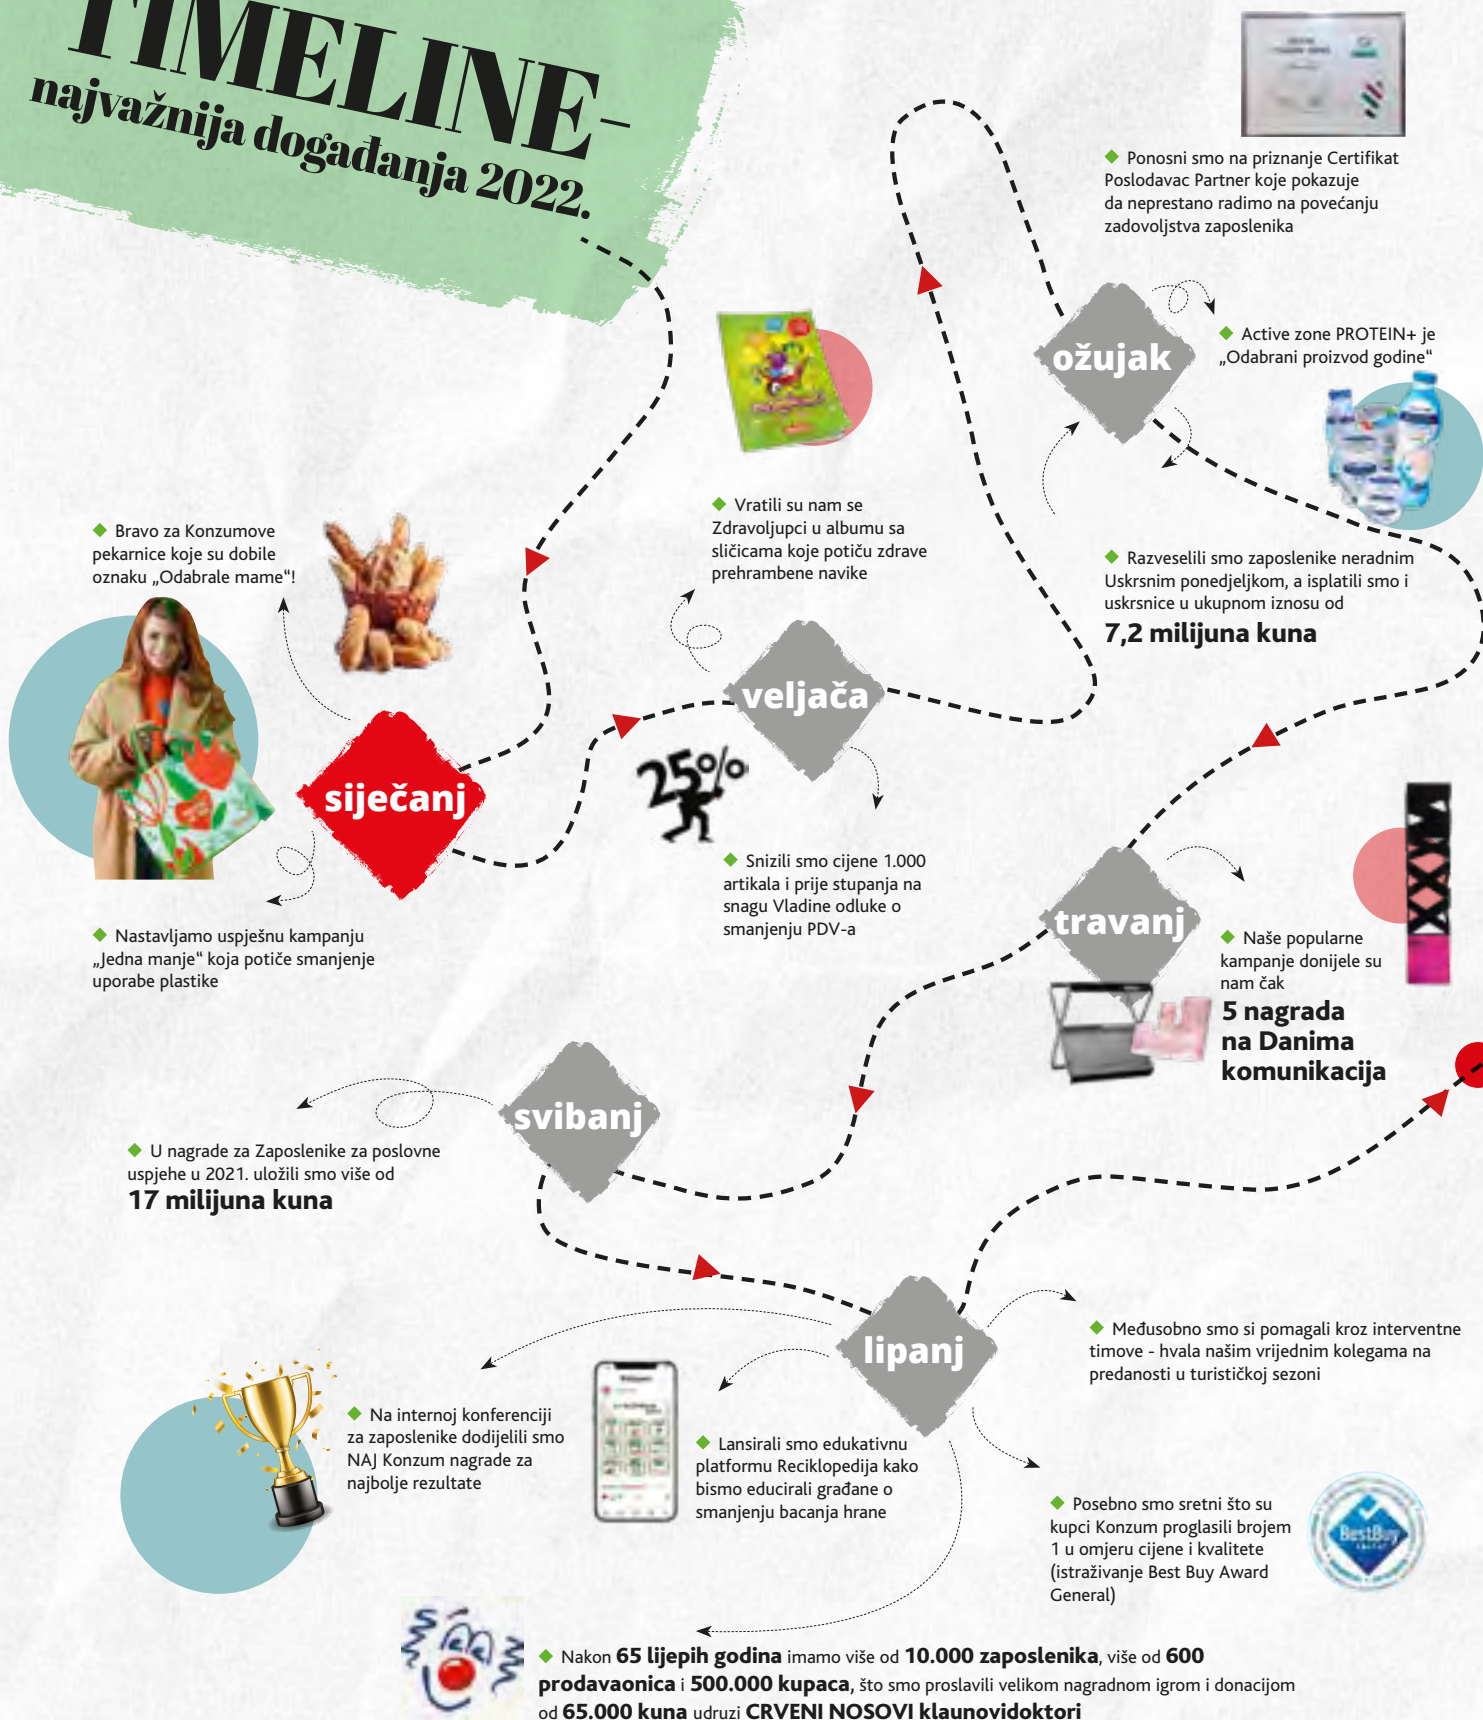 TIMELINE–
najvažnija događanja 2022.
◆ Ponosni smo na priznanje Certifikat
Poslodavac Partner koje pokazuje
da neprestano radimo na povećanju
zadovoljstva zaposlenika
ožujak
◆ Active zone PROTEIN+ je
„Odabrani proizvod godine“
◆ Razveselili smo zaposlenike neradnim
Uskrsnim ponedjeljkom, a isplatili smo i
uskrsnice u ukupnom iznosu od
7,2 milijuna kuna
◆ Vratili su nam se
Zdravoljupci u albumu sa
sličicama koje potiču zdrave
prehrambene navike
veljača
25%
◆ Snizili smo cijene 1.000
artikala i prije stupanja na
snagu Vladine odluke o
smanjenju PDV-a
◆ Bravo za Konzumove
pekarnice koje su dobile
oznaku „Odabrale mame“!
siječanj
◆ Nastavljamo uspješnu kampanju
„Jedna manje“ koja potiče smanjenje
uporabe plastike
travanj
◆ Naše popularne
kampanje donijele su
nam čak
5 nagrada
na Danima
komunikacija
svibanj
◆ U nagrade za Zaposlenike za poslovne
uspjehe u 2021. uložili smo više od
17 milijuna kuna
lipanj
◆ Međusobno smo si pomagali kroz interventne
timove - hvala našim vrijednim kolegama na
predanosti u turističkoj sezoni
◆ Na internoj konferenciji
za zaposlenike dodijelili smo
NAJ Konzum nagrade za
najbolje rezultate
◆ Lansirali smo edukativnu
platformu Reciklopedija kako
bismo educirali građane o
smanjenju bacanja hrane
◆ Posebno smo sretni što su
kupci Konzum proglasili brojem
1 u omjeru cijene i kvalitete
(istraživanje Best Buy Award
General)
BestBuy
◆ Nakon 65 lijepih godina imamo više od 10.000 zaposlenika, više od 600
prodavaonica i 500.000 kupaca, što smo proslavili velikom nagradnom igrom i donacijom
od 65.000 kuna udruzi CRVENI NOSOVI klaunovidoktori